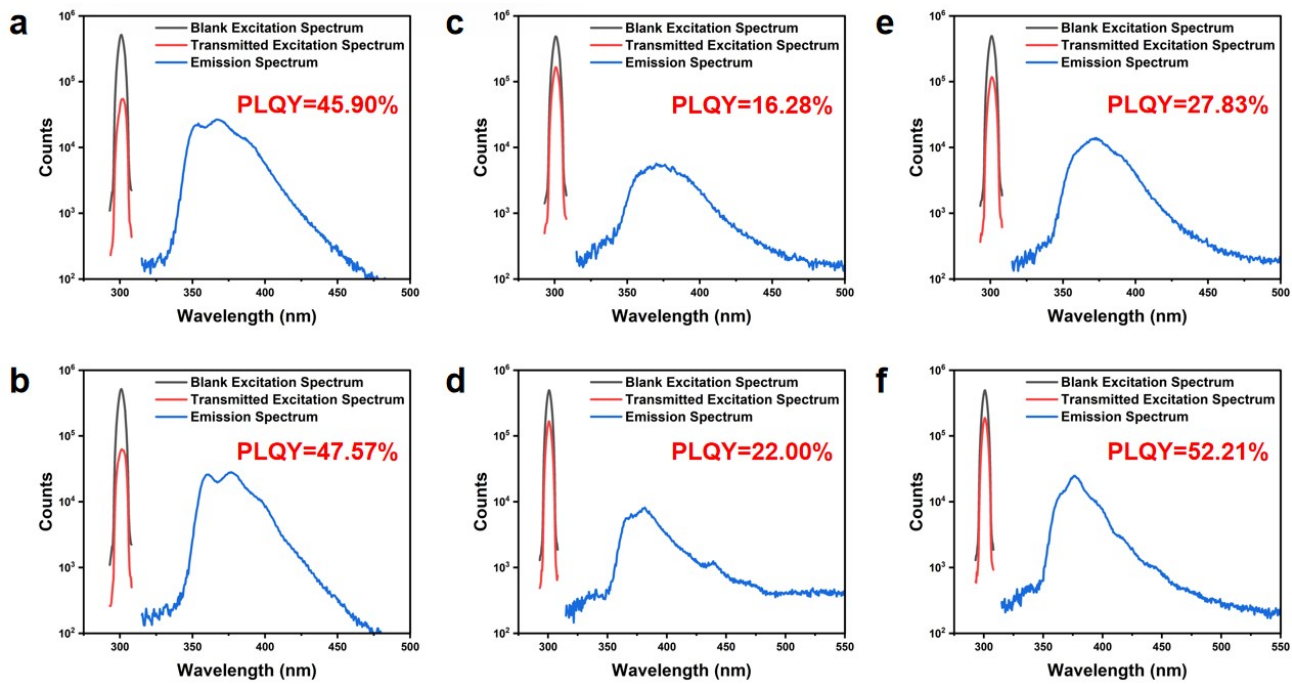 a
10⁶
10⁵
10⁴
10³
10²
Counts
Blank Excitation Spectrum
Transmitted Excitation Spectrum
Emission Spectrum
PLQY=45.90%
300 350 400 450 500
Wavelength (nm)
c
10⁶
10⁵
10⁴
10³
10²
Counts
Blank Excitation Spectrum
Transmitted Excitation Spectrum
Emission Spectrum
PLQY=16.28%
300 350 400 450 500
Wavelength (nm)
e
10⁶
10⁵
10⁴
10³
10²
Counts
Blank Excitation Spectrum
Transmitted Excitation Spectrum
Emission Spectrum
PLQY=27.83%
300 350 400 450 500
Wavelength (nm)
b
10⁶
10⁵
10⁴
10³
10²
Counts
Blank Excitation Spectrum
Transmitted Excitation Spectrum
Emission Spectrum
PLQY=47.57%
300 350 400 450 500
Wavelength (nm)
d
10⁶
10⁵
10⁴
10³
10²
Counts
Blank Excitation Spectrum
Transmitted Excitation Spectrum
Emission Spectrum
PLQY=22.00%
300 350 400 450 500 550
Wavelength (nm)
f
10⁶
10⁵
10⁴
10³
10²
Counts
Blank Excitation Spectrum
Transmitted Excitation Spectrum
Emission Spectrum
PLQY=52.21%
300 350 400 450 500 550
Wavelength (nm)